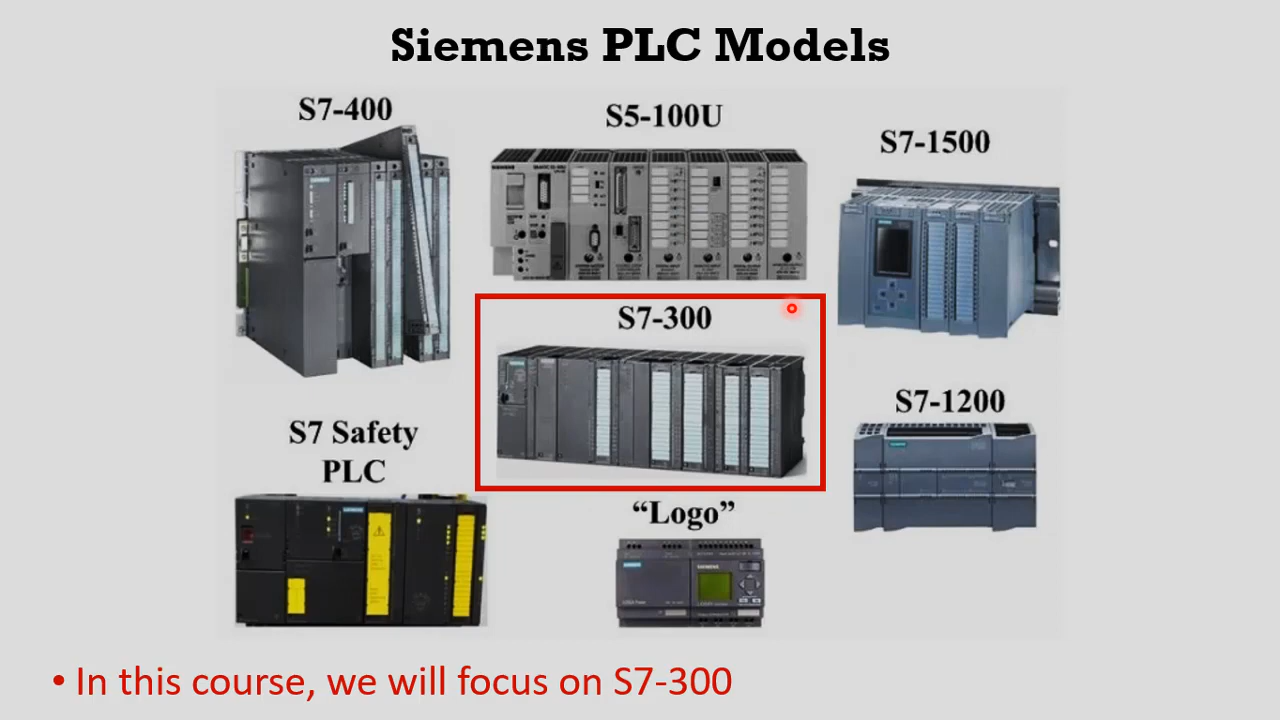 Siemens PLC Models
S7-400
S5-100U
S7-1500
S7-300
S7-1200
S7 Safety
PLC
“Logo”
• In this course, we will focus on S7-300